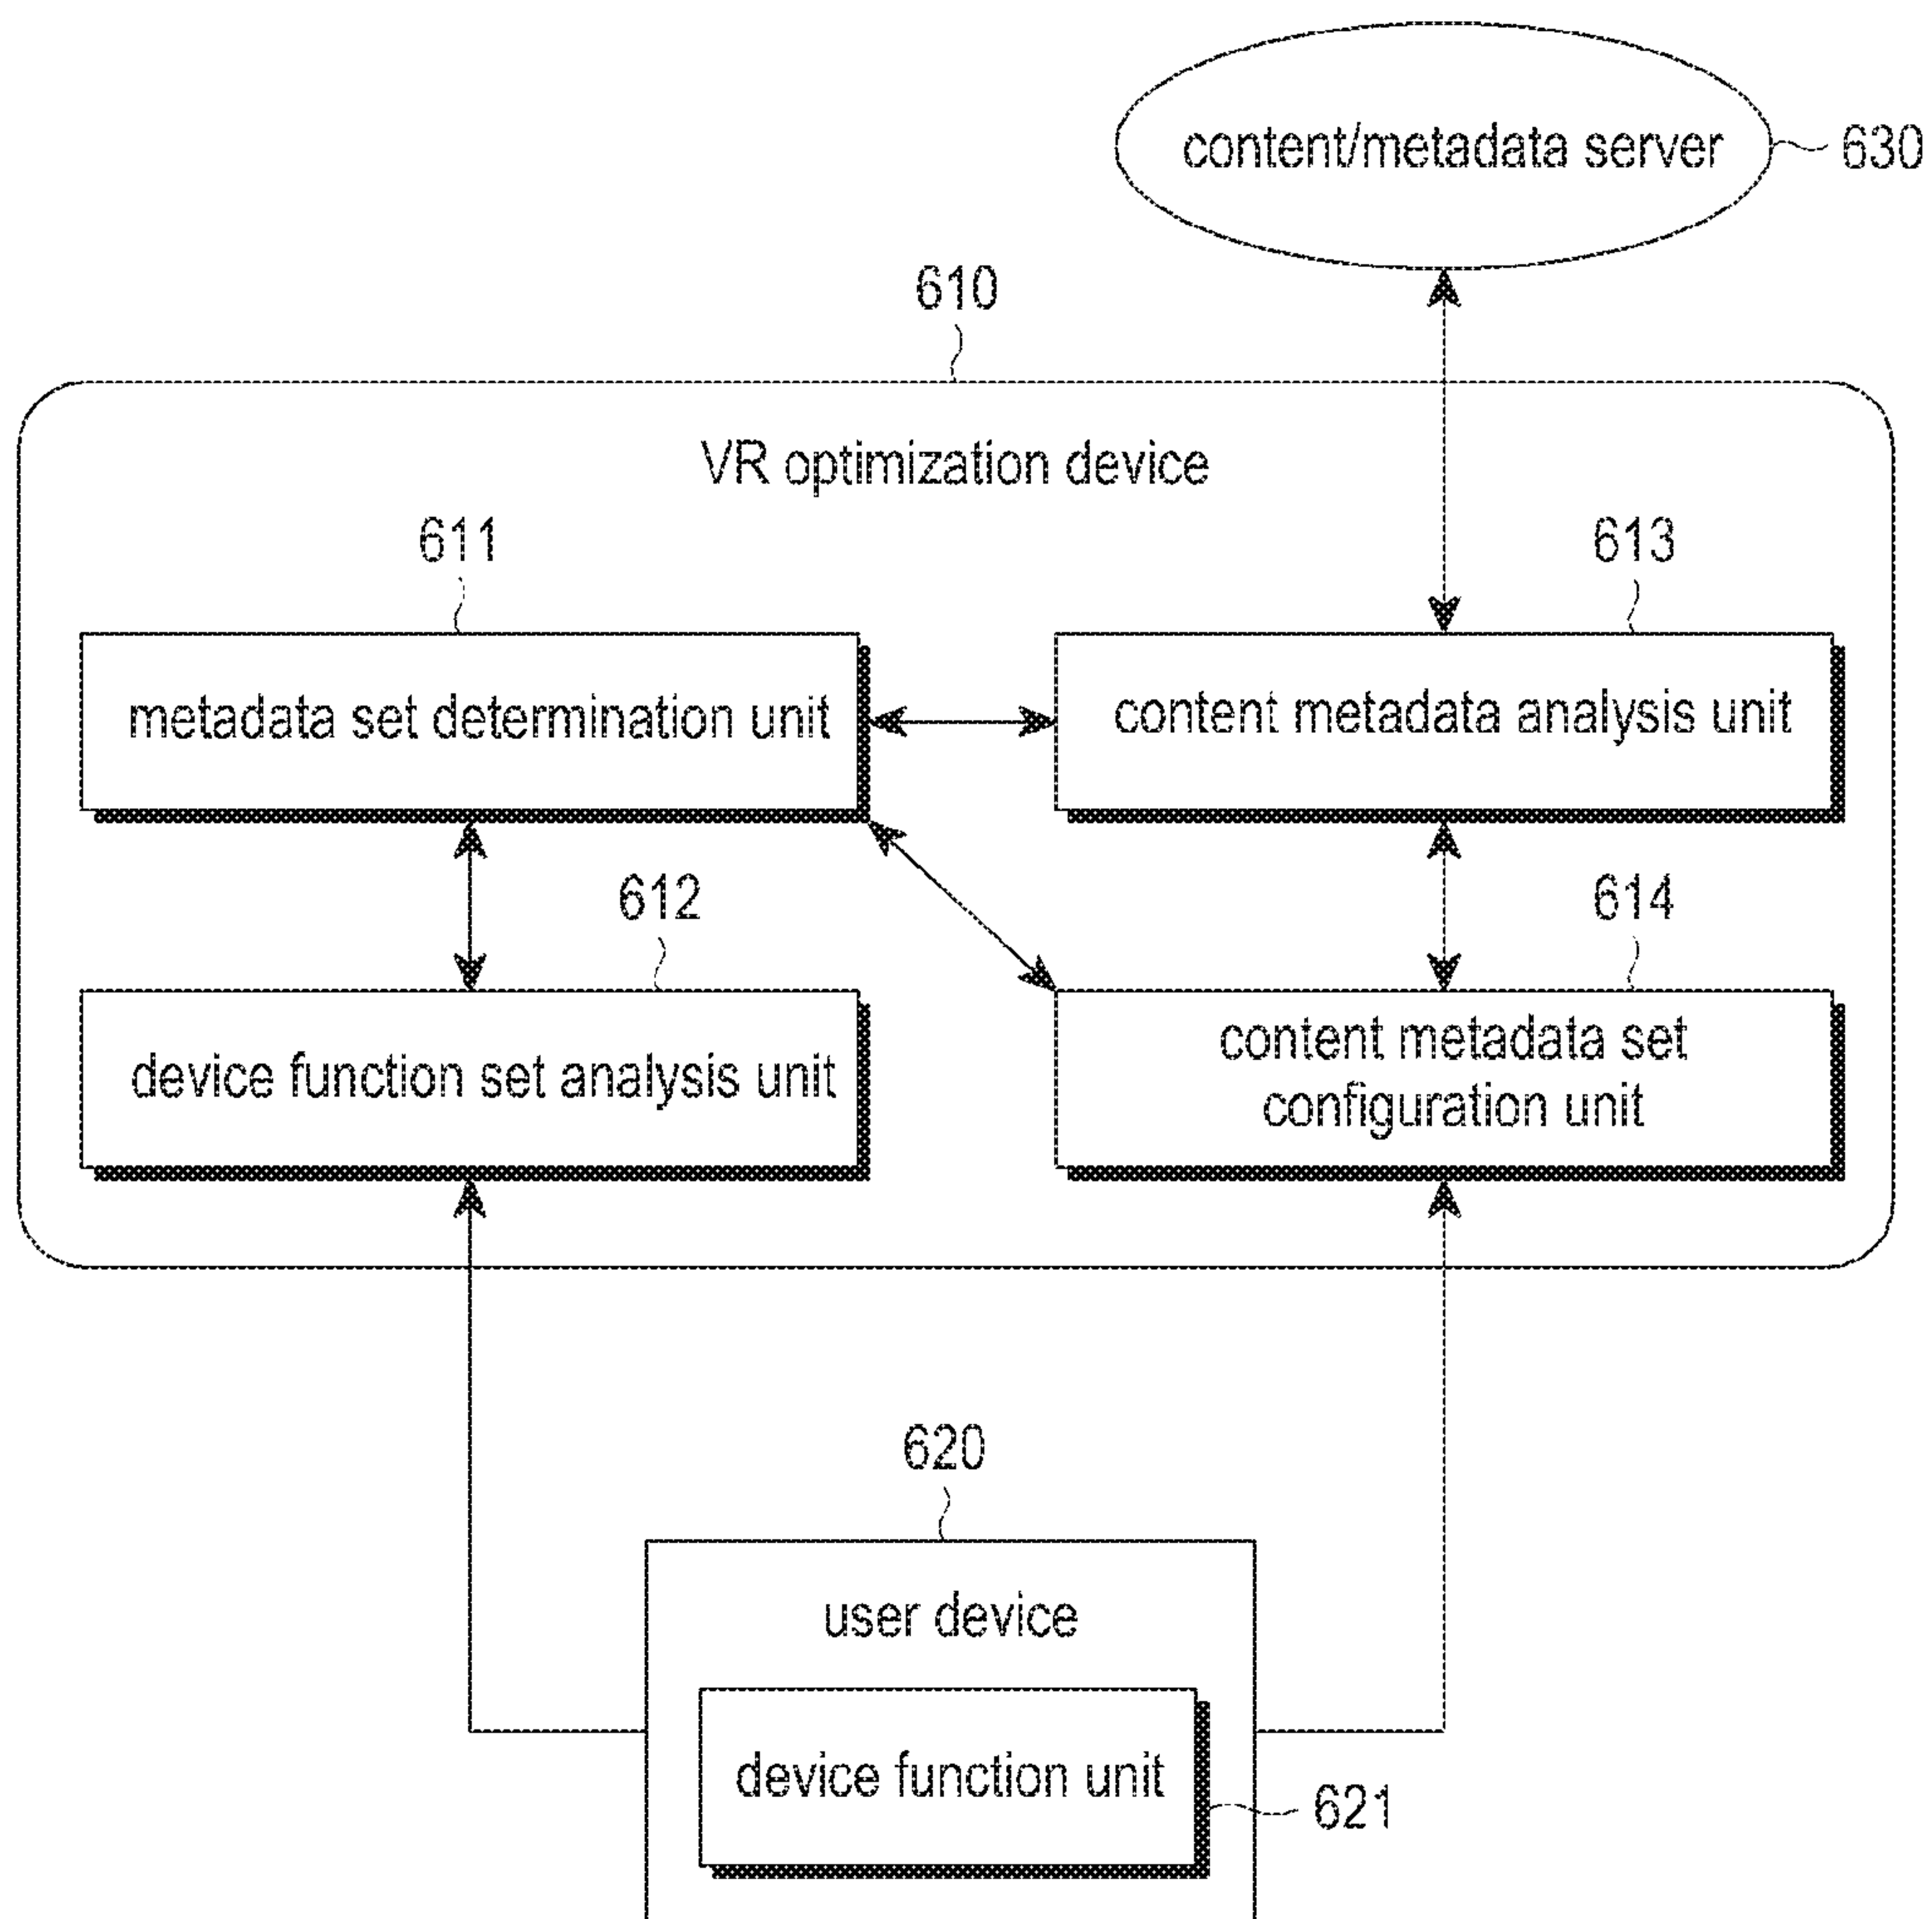 content/metadata server
630
610
VR optimization device
611
613
metadata set determination unit
content metadata analysis unit
612
614
device function set analysis unit
content metadata set
configuration unit
620
user device
device function unit
621